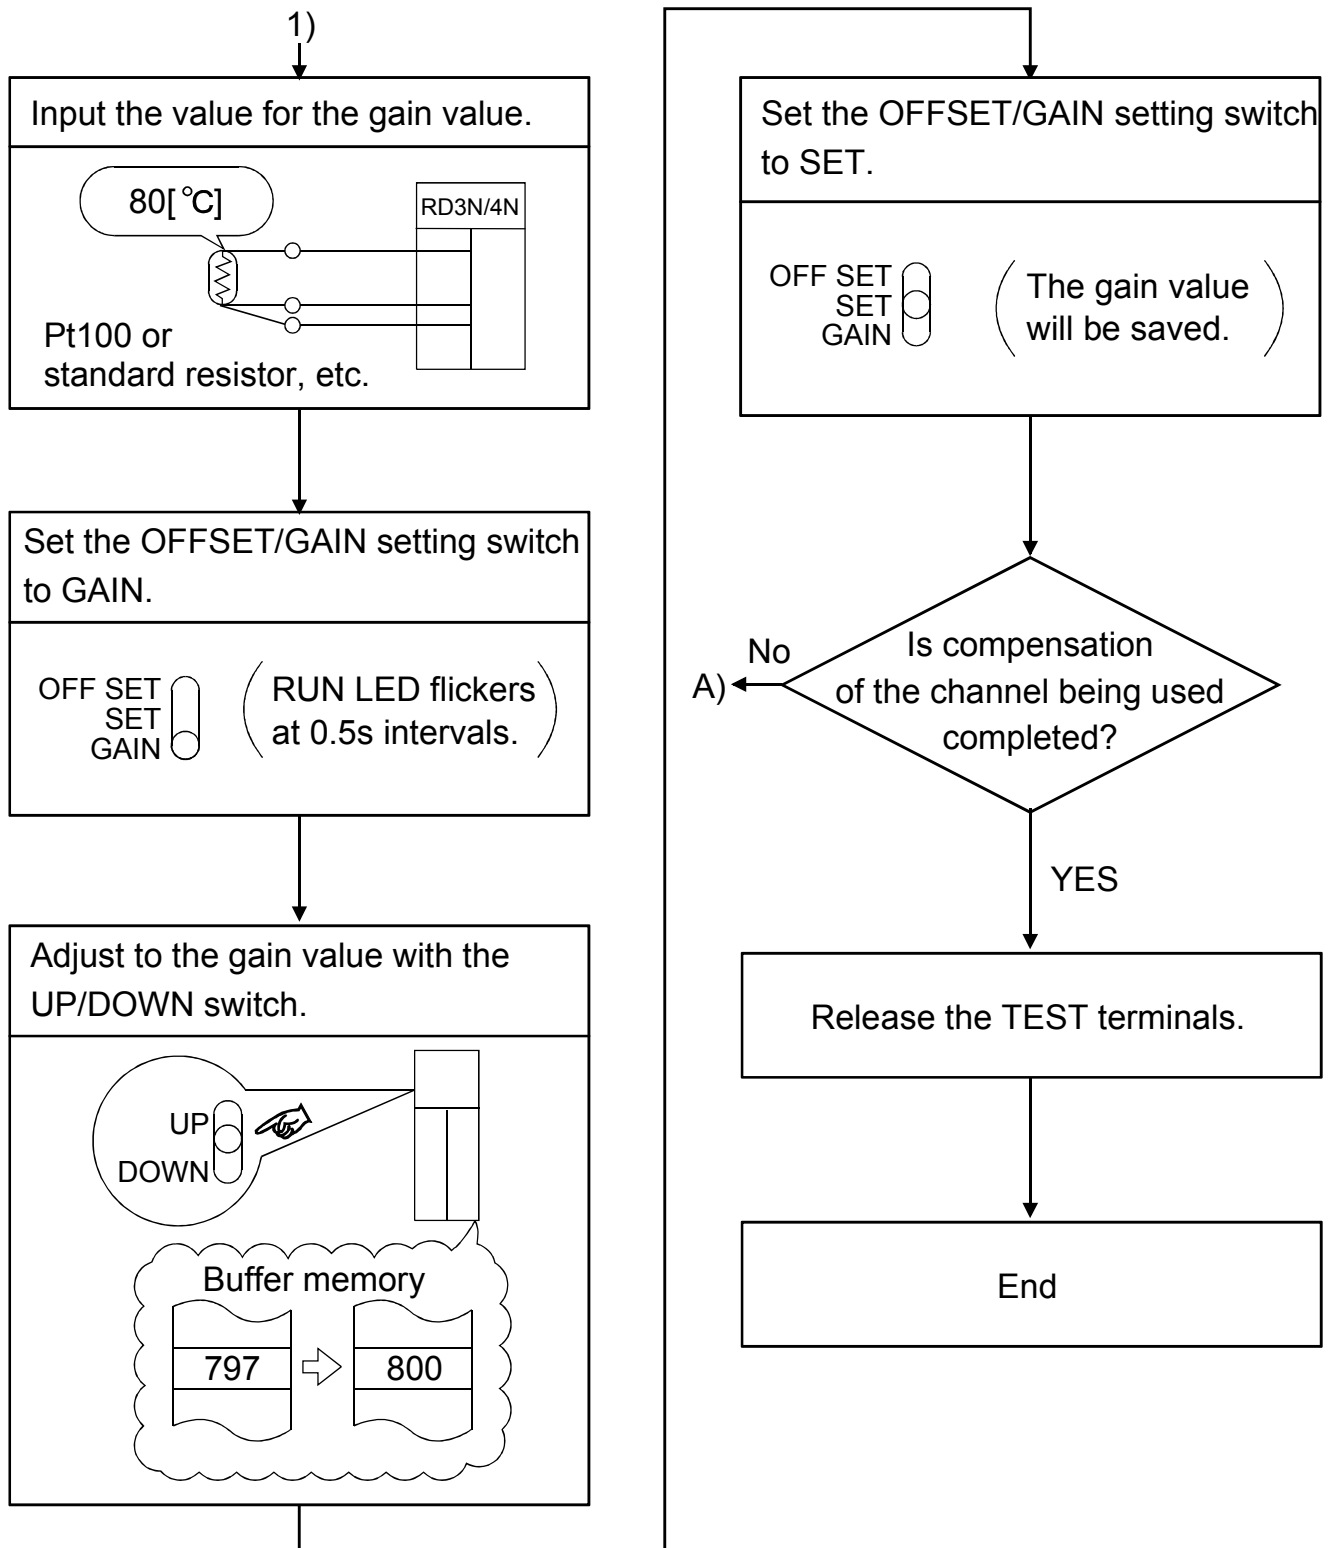 1)
Input the value for the gain value.
80[°C]
RD3N/4N
Pt100 or
standard resistor, etc.
Set the OFFSET/GAIN setting switch
to GAIN.
OFF SET
SET
GAIN
RUN LED flickers
at 0.5s intervals.
Adjust to the gain value with the
UP/DOWN switch.
UP
DOWN
Buffer memory
797
800
Set the OFFSET/GAIN setting switch
to SET.
OFF SET
SET
GAIN
The gain value
will be saved.
Is compensation
of the channel being used
completed?
No
A)
YES
Release the TEST terminals.
End